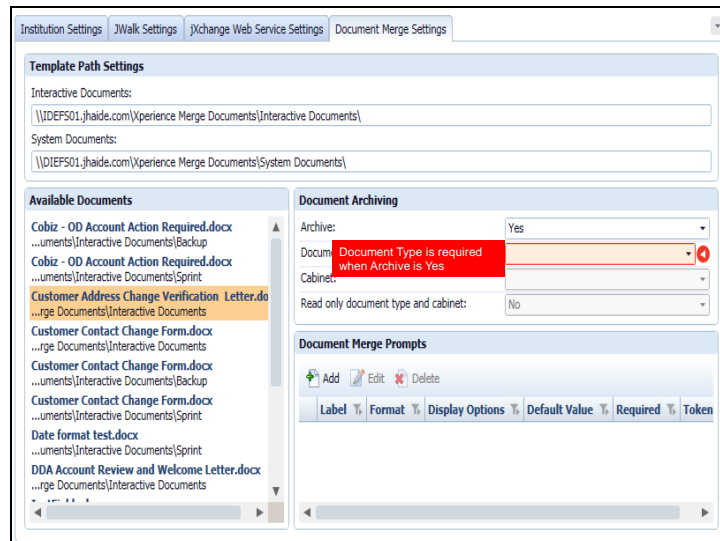 Institution Settings JWalk Settings jXchange Web Service Settings Document Merge Settings
Template Path Settings
Interactive Documents:
\\IDEFS01.jhaide.com\Xperience Merge Documents\Interactive Documents\
System Documents:
\\DIEFS01.jhaide.com\Xperience Merge Documents\System Documents\
Available Documents
Cobiz - OD Account Action Required.docx
...uments\Interactive Documents\Backup
Cobiz - OD Account Action Required.docx
...uments\Interactive Documents\Sprint
Customer Address Change Verification Letter.do
...rge Documents\Interactive Documents
Customer Contact Change Form.docx
...rge Documents\Interactive Documents
Customer Contact Change Form.docx
...uments\Interactive Documents\Backup
Customer Contact Change Form.docx
...uments\Interactive Documents\Sprint
Date format test.docx
...uments\Interactive Documents\Sprint
DDA Account Review and Welcome Letter.docx
...rge Documents\Interactive Documents
Document Archiving
Archive: Yes
Docum
Document Type is required
when Archive is Yes
Cabinet:
Read only document type and cabinet: No
Document Merge Prompts
Add Edit Delete
Label Format Display Options Default Value Required Token